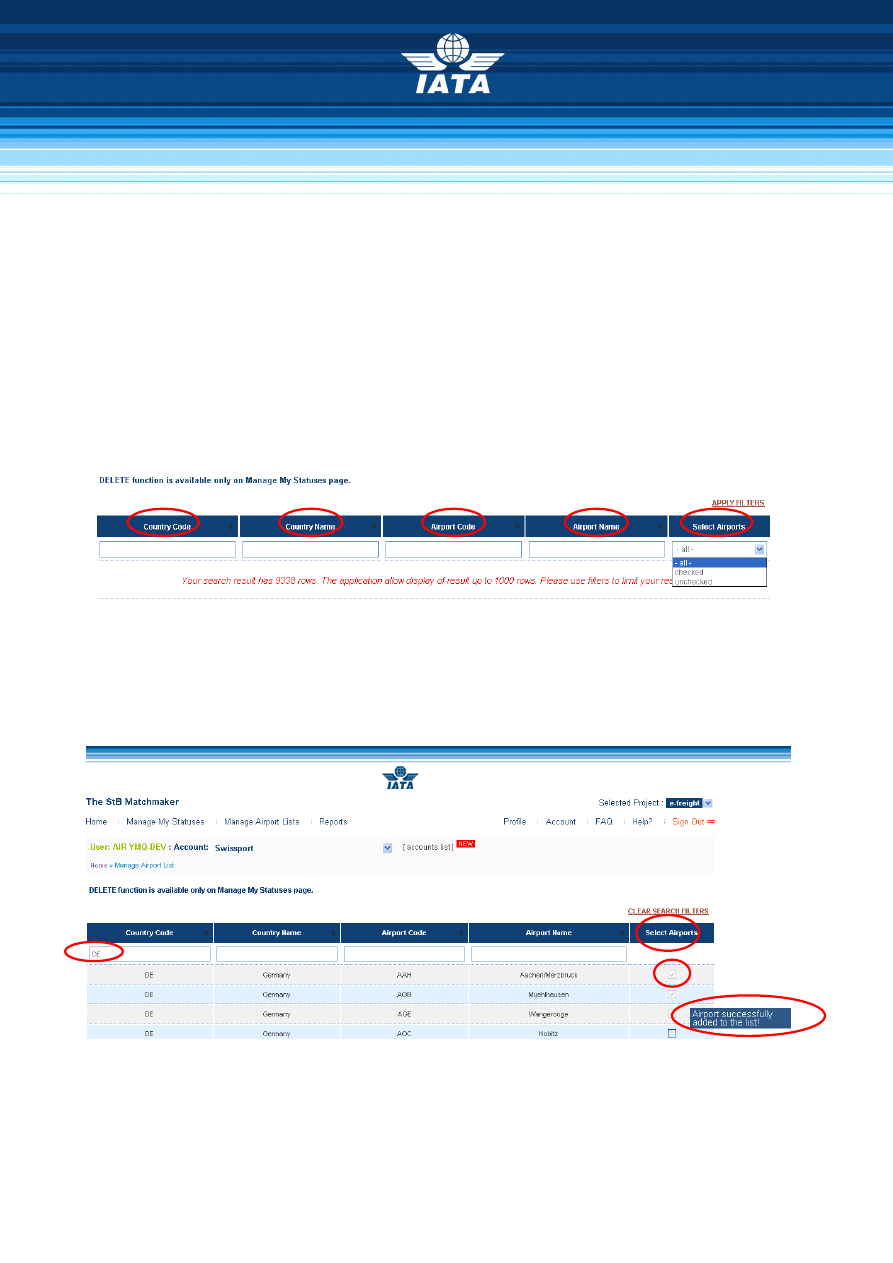 IATA
DELETE function is available only on Manage My Statuses page.
APPLY FILTERS
Country Code Country Name Airport Code Airport Name Select Airports
- all -
- all -
checked
unchecked
Your search result has 9338 rows. The application allow display of result up to 1000 rows. Please use filters to limit your res
IATA
The StB Matchmaker
Selected Project : e-freight
Home Manage My Statuses Manage Airport Lists Reports Profile Account FAQ Help? Sign Out
User: AIR YMQ-DEV : Account: Swissport [ accounts list ] NEW
Home » Manage Airport List
DELETE function is available only on Manage My Statuses page.
CLEAR SEARCH FILTERS
Country Code Country Name Airport Code Airport Name Select Airports
DE
DE Germany AAH Aachen/Merzbruck
DE Germany AGB Muehlhausen
DE Germany AGE Wangerooge
Airport successfully
added to the list!
DE Germany AOC Nobitz